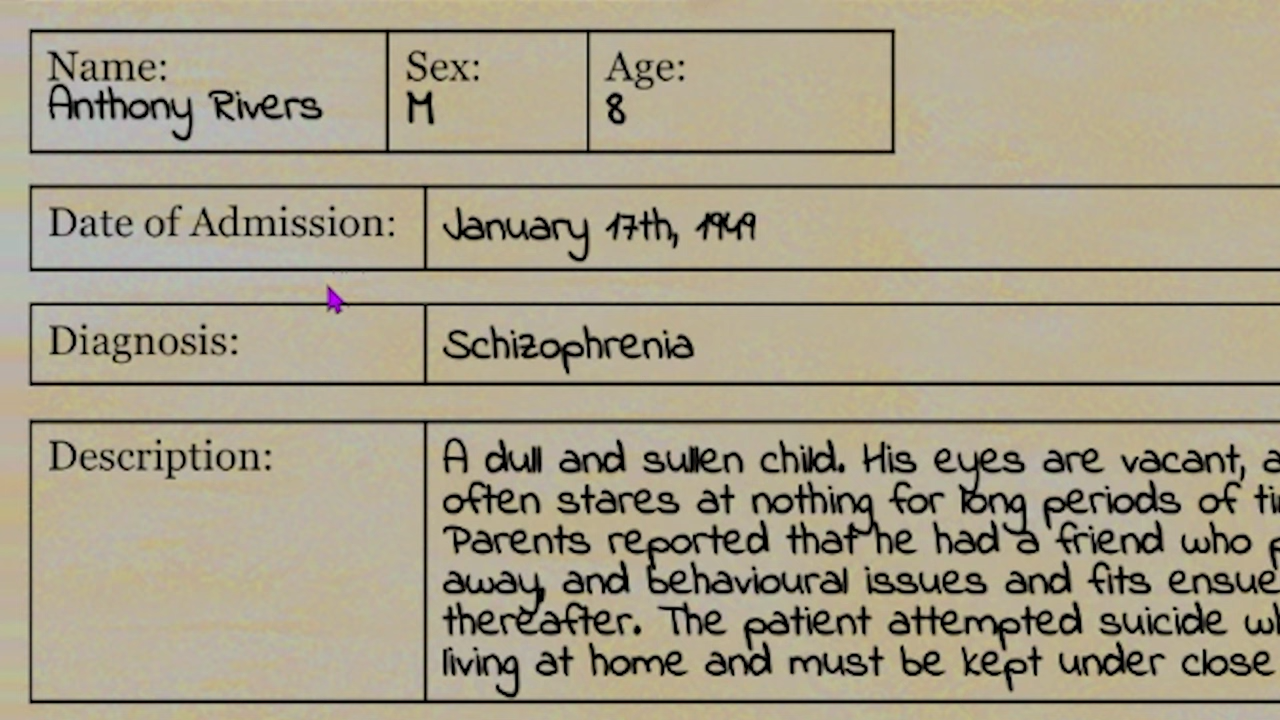 Name: Sex: Age:
Anthony Rivers M 8
Date of Admission: January 17th, 1949
Diagnosis: Schizophrenia
Description: A dull and sullen child. His eyes are vacant, a
often stares at nothing for long periods of ti
Parents reported that he had a friend who p
away, and behavioural issues and fits ensue
thereafter. The patient attempted suicide wh
living at home and must be kept under close